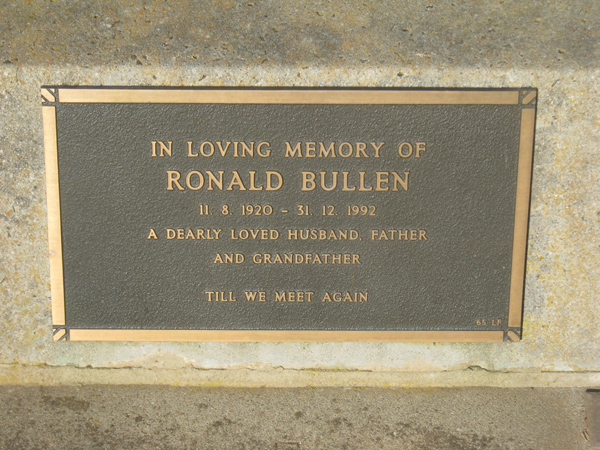 IN LOVING MEMORY OF
RONALD BULLEN
11. 8. 1920 - 31. 12. 1992
A DEARLY LOVED HUSBAND, FATHER
AND GRANDFATHER
TILL WE MEET AGAIN